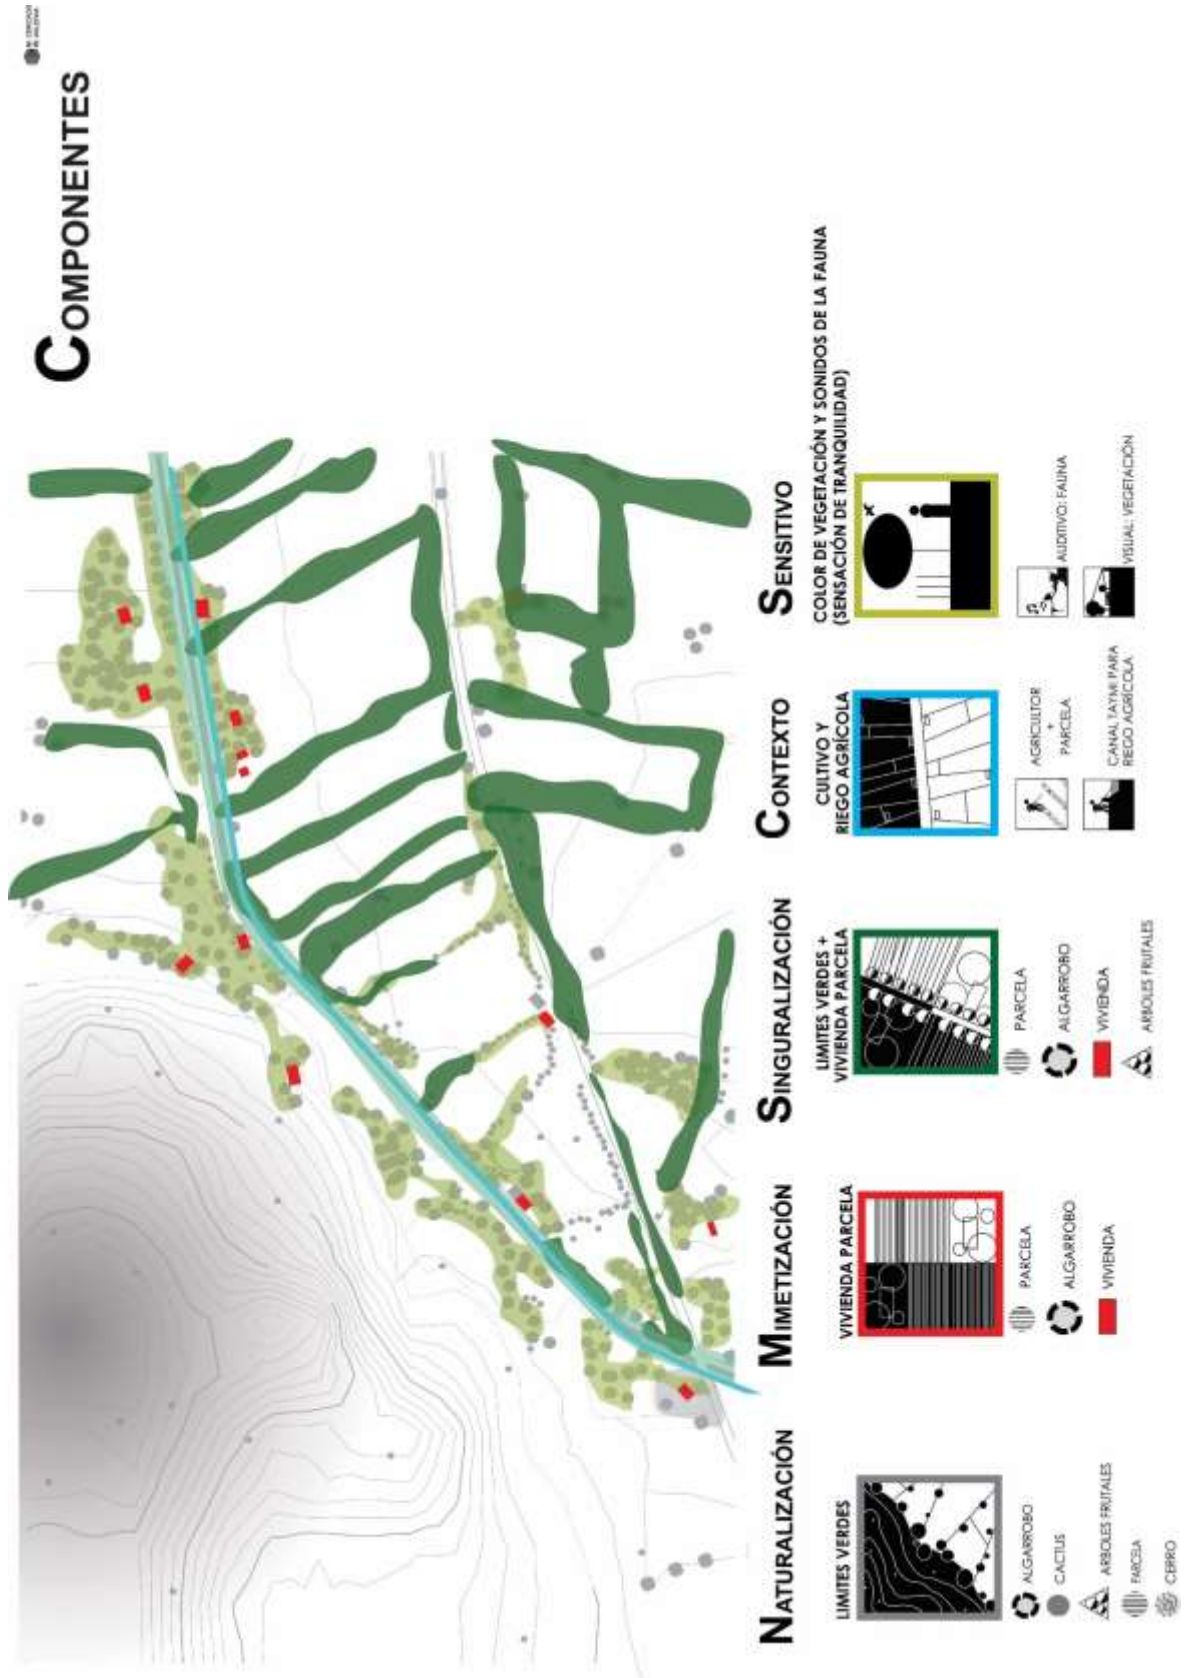 COMPONENTES
NATURALIZACIÓN
LIMITES VERDES
ALGARROBO
CACTUS
ARBOLES FRUTALES
PARCELA
CERRO
MIMETIZACIÓN
VIVIENDA PARCELA
PARCELA
ALGARROBO
VIVIENDA
SINGURALIZACIÓN
LIMITES VERDES +
VIVIENDA PARCELA
PARCELA
ALGARROBO
VIVIENDA
ARBOLES FRUTALES
CONTEXTO
CULTIVO Y
RIEGO AGRÍCOLA
AGRICULTOR
+
PARCELA
CANAL TAYMI PARA
RIEGO AGRÍCOLA
SENSITIVO
COLOR DE VEGETACIÓN Y SONIDOS DE LA FAUNA
(SENSACIÓN DE TRANQUILIDAD)
AUDITIVO: FAUNA
VISUAL: VEGETACIÓN